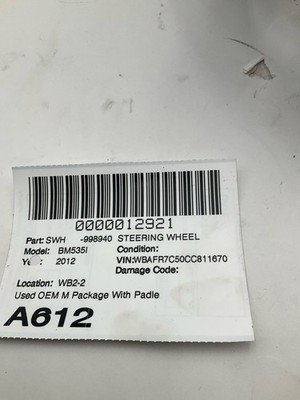 0000012921
Part: SWH -998940 STEERING WHEEL
Model: BM535I Condition:
Ye r: 2012 VIN:WBAFR7C50CC811670
Damage Code:
Location: WB2-2
Used OEM M Package With Padle
A612